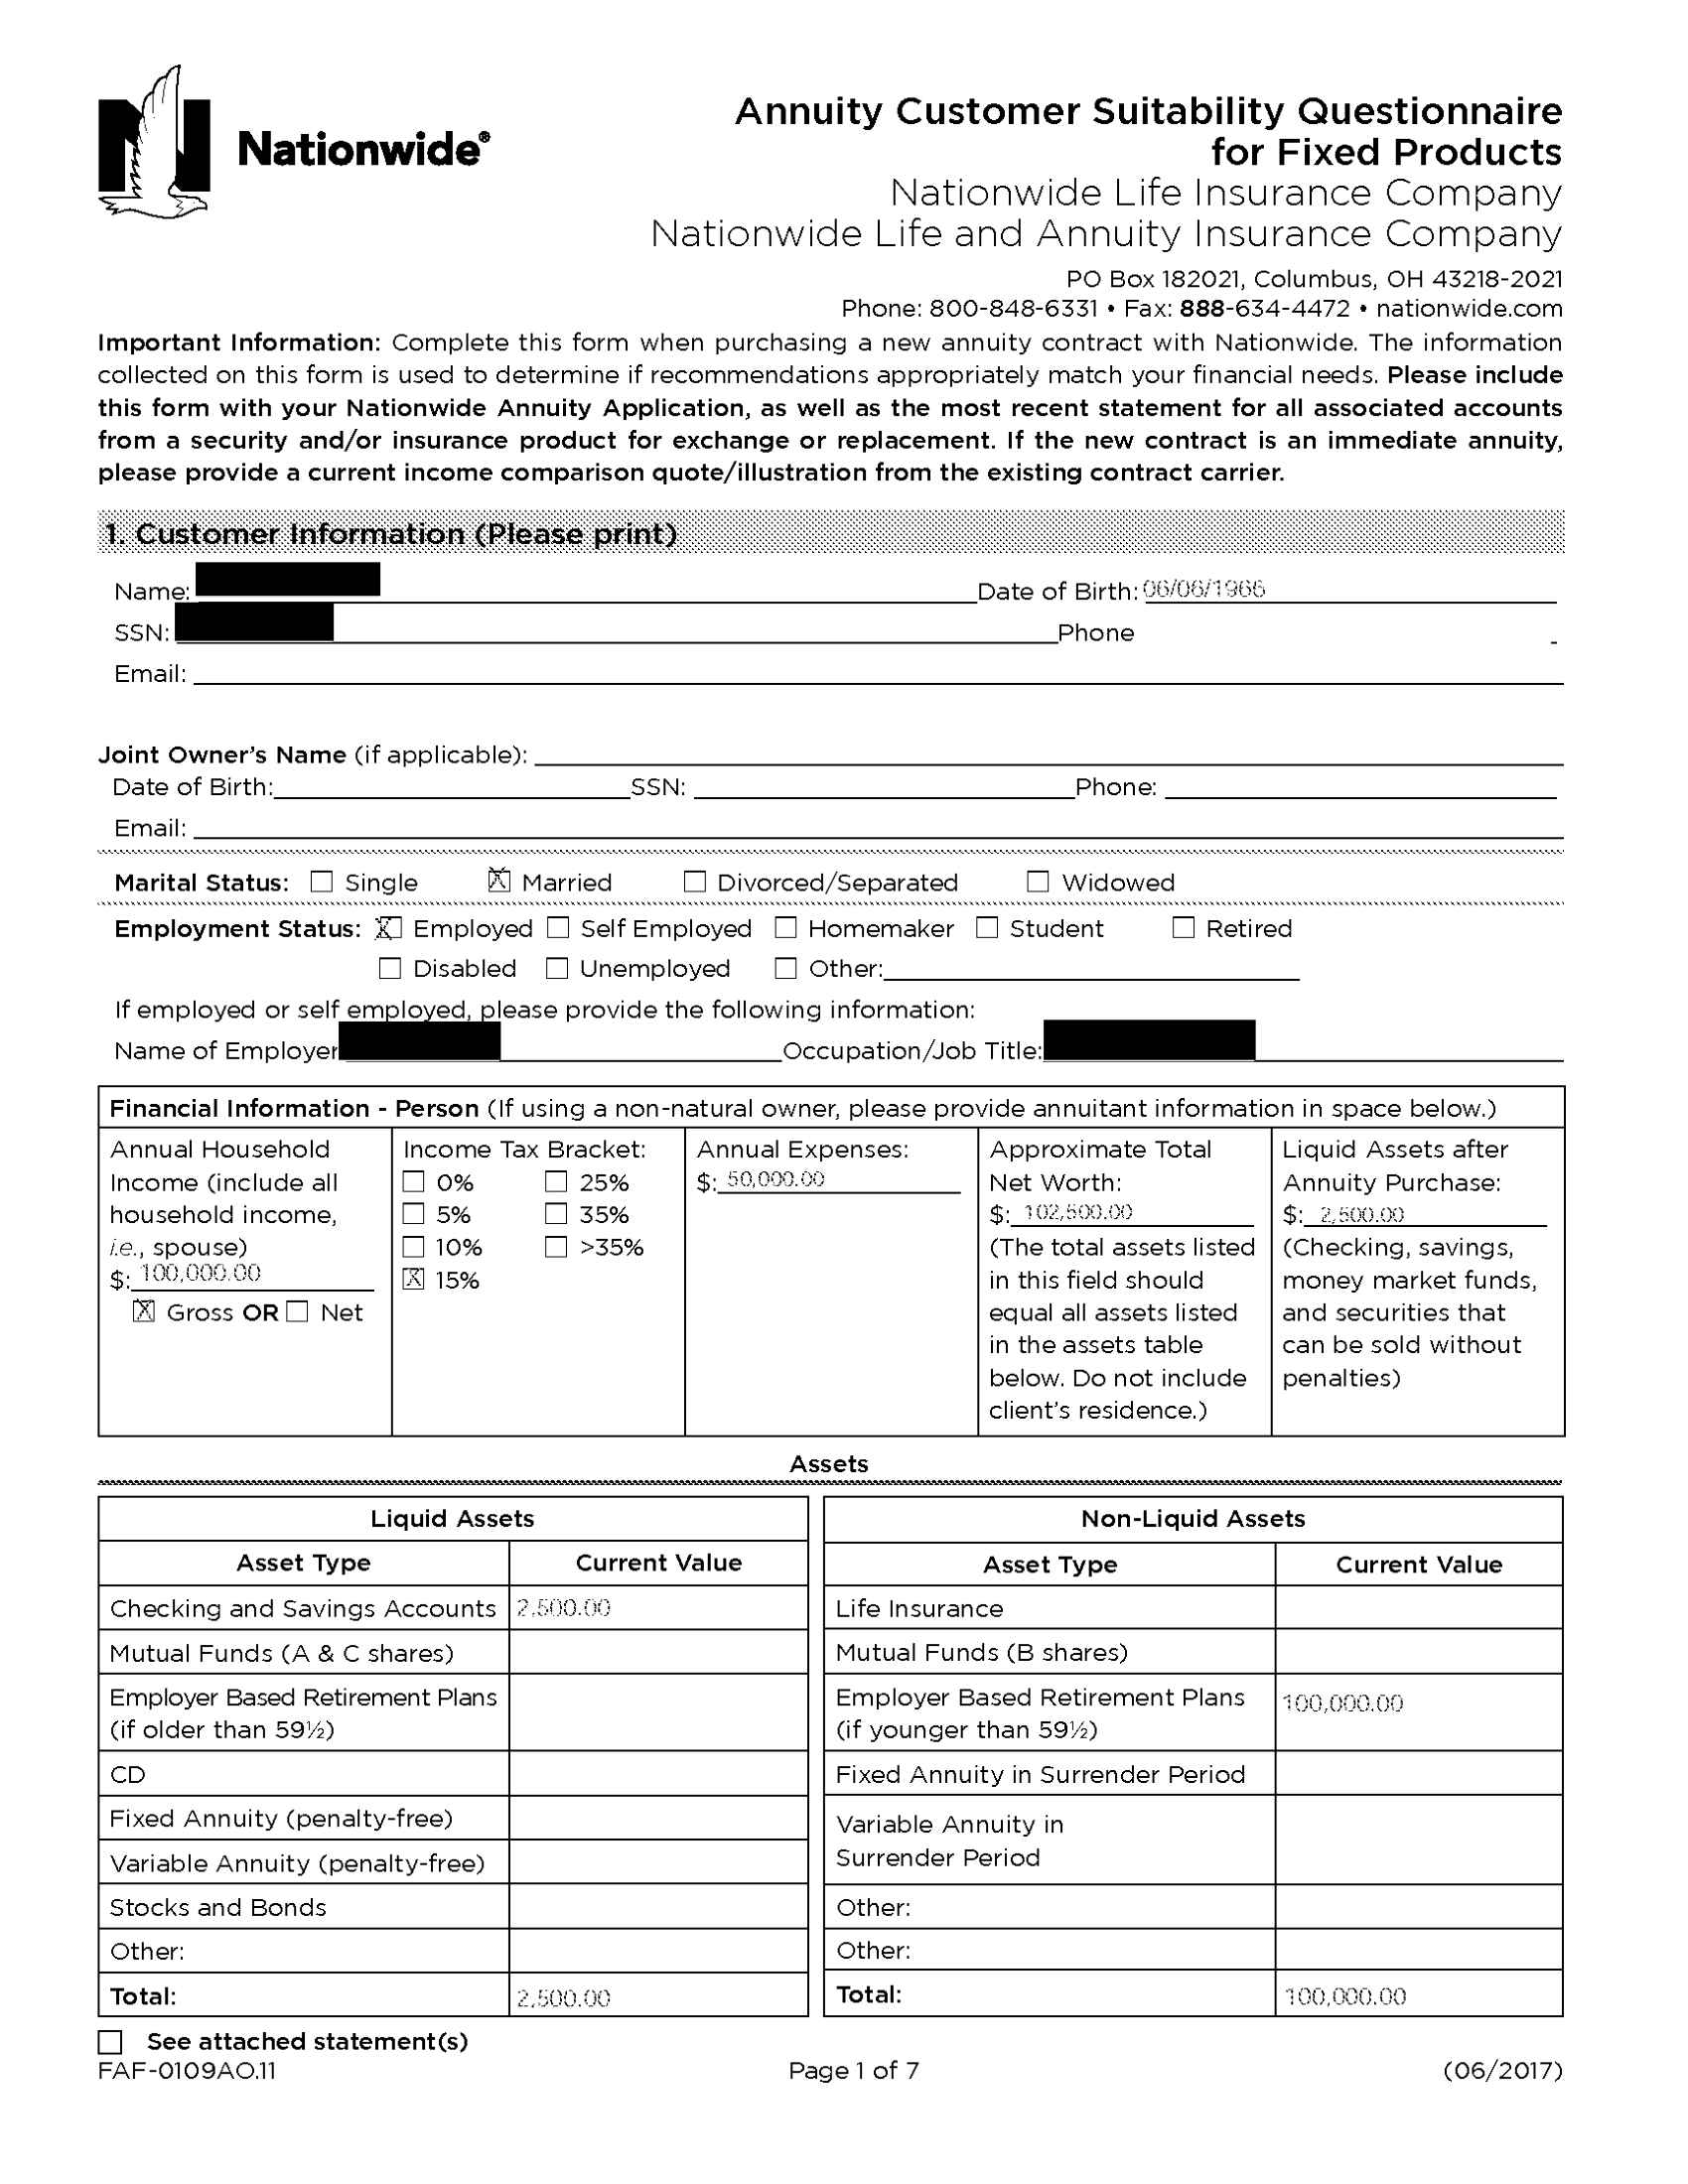 Nationwide®
Annuity Customer Suitability Questionnaire
for Fixed Products
Nationwide Life Insurance Company
Nationwide Life and Annuity Insurance Company
PO Box 182021, Columbus, OH 43218-2021
Phone: 800-848-6331 • Fax: 888-634-4472 • nationwide.com
Important Information: Complete this form when purchasing a new annuity contract with Nationwide. The information
collected on this form is used to determine if recommendations appropriately match your financial needs. Please include
this form with your Nationwide Annuity Application, as well as the most recent statement for all associated accounts
from a security and/or insurance product for exchange or replacement. If the new contract is an immediate annuity,
please provide a current income comparison quote/illustration from the existing contract carrier.
1. Customer Information (Please print)
Name: Date of Birth: 06/06/1966
SSN: Phone -
Email:
Joint Owner's Name (if applicable):
Date of Birth: SSN: Phone:
Email:
Marital Status: ☐ Single ☒ Married ☐ Divorced/Separated ☐ Widowed
Employment Status: ☒ Employed ☐ Self Employed ☐ Homemaker ☐ Student ☐ Retired
☐ Disabled ☐ Unemployed ☐ Other:
If employed or self employed, please provide the following information:
Name of Employer Occupation/Job Title:
Financial Information - Person (If using a non-natural owner, please provide annuitant information in space below.)
Annual Household
Income (include all
household income,
i.e., spouse)
$: 100,000.00
☒ Gross OR ☐ Net
Income Tax Bracket:
☐ 0% ☐ 25%
☐ 5% ☐ 35%
☐ 10% ☐ >35%
☒ 15%
Annual Expenses:
$: 50,000.00
Approximate Total
Net Worth:
$: 102,500.00
(The total assets listed
in this field should
equal all assets listed
in the assets table
below. Do not include
client's residence.)
Liquid Assets after
Annuity Purchase:
$: 2,500.00
(Checking, savings,
money market funds,
and securities that
can be sold without
penalties)
Assets
Liquid Assets
Asset Type Current Value
Checking and Savings Accounts 2,500.00
Mutual Funds (A & C shares)
Employer Based Retirement Plans
(if older than 59½)
CD
Fixed Annuity (penalty-free)
Variable Annuity (penalty-free)
Stocks and Bonds
Other:
Total: 2,500.00
Non-Liquid Assets
Asset Type Current Value
Life Insurance
Mutual Funds (B shares)
Employer Based Retirement Plans 100,000.00
(if younger than 59½)
Fixed Annuity in Surrender Period
Variable Annuity in
Surrender Period
Other:
Other:
Total: 100,000.00
☐ See attached statement(s)
FAF-0109AO.11 Page 1 of 7 (06/2017)